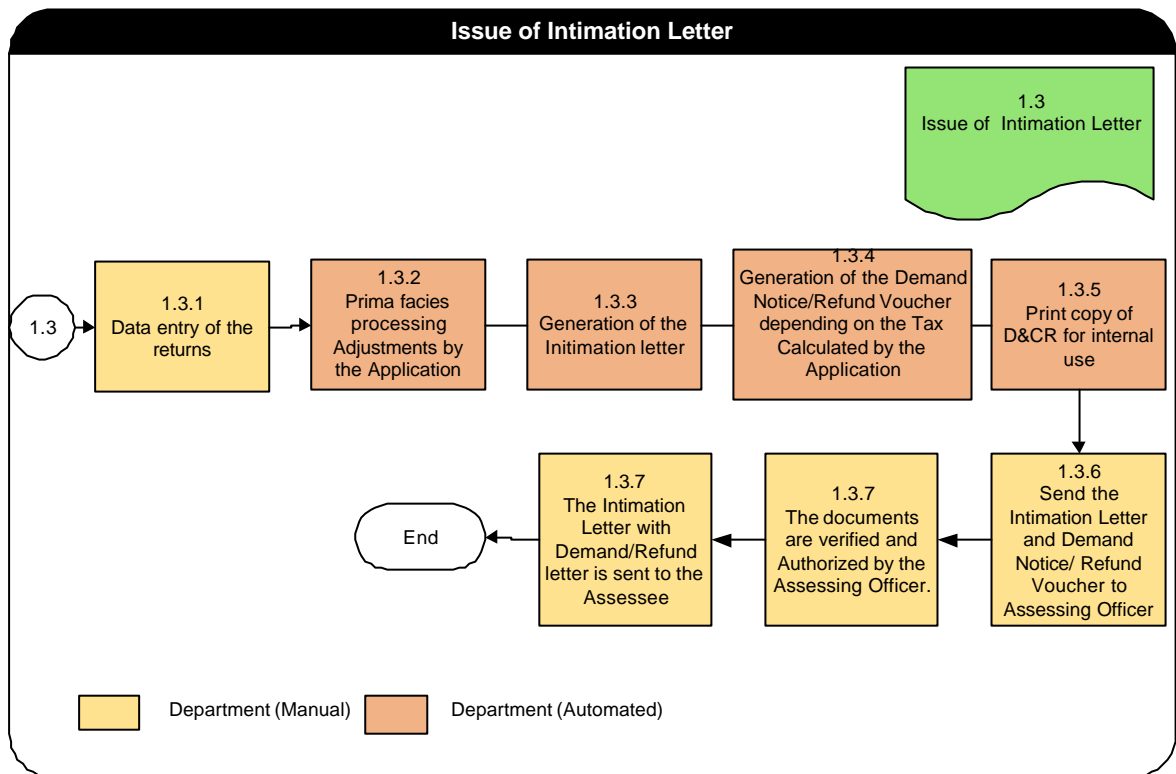 Issue of Intimation Letter
1.3
Issue of Intimation Letter
1.3
1.3.1
Data entry of the
returns
1.3.2
Prima facies
processing
Adjustments by
the Application
1.3.3
Generation of the
Initimation letter
1.3.4
Generation of the Demand
Notice/Refund Voucher
depending on the Tax
Calculated by the
Application
1.3.5
Print copy of
D&CR for internal
use
1.3.6
Send the
Intimation Letter
and Demand
Notice/ Refund
Voucher to
Assessing Officer
1.3.7
The documents
are verified and
Authorized by the
Assessing Officer.
1.3.7
The Intimation
Letter with
Demand/Refund
letter is sent to the
Assessee
End
Department (Manual)
Department (Automated)